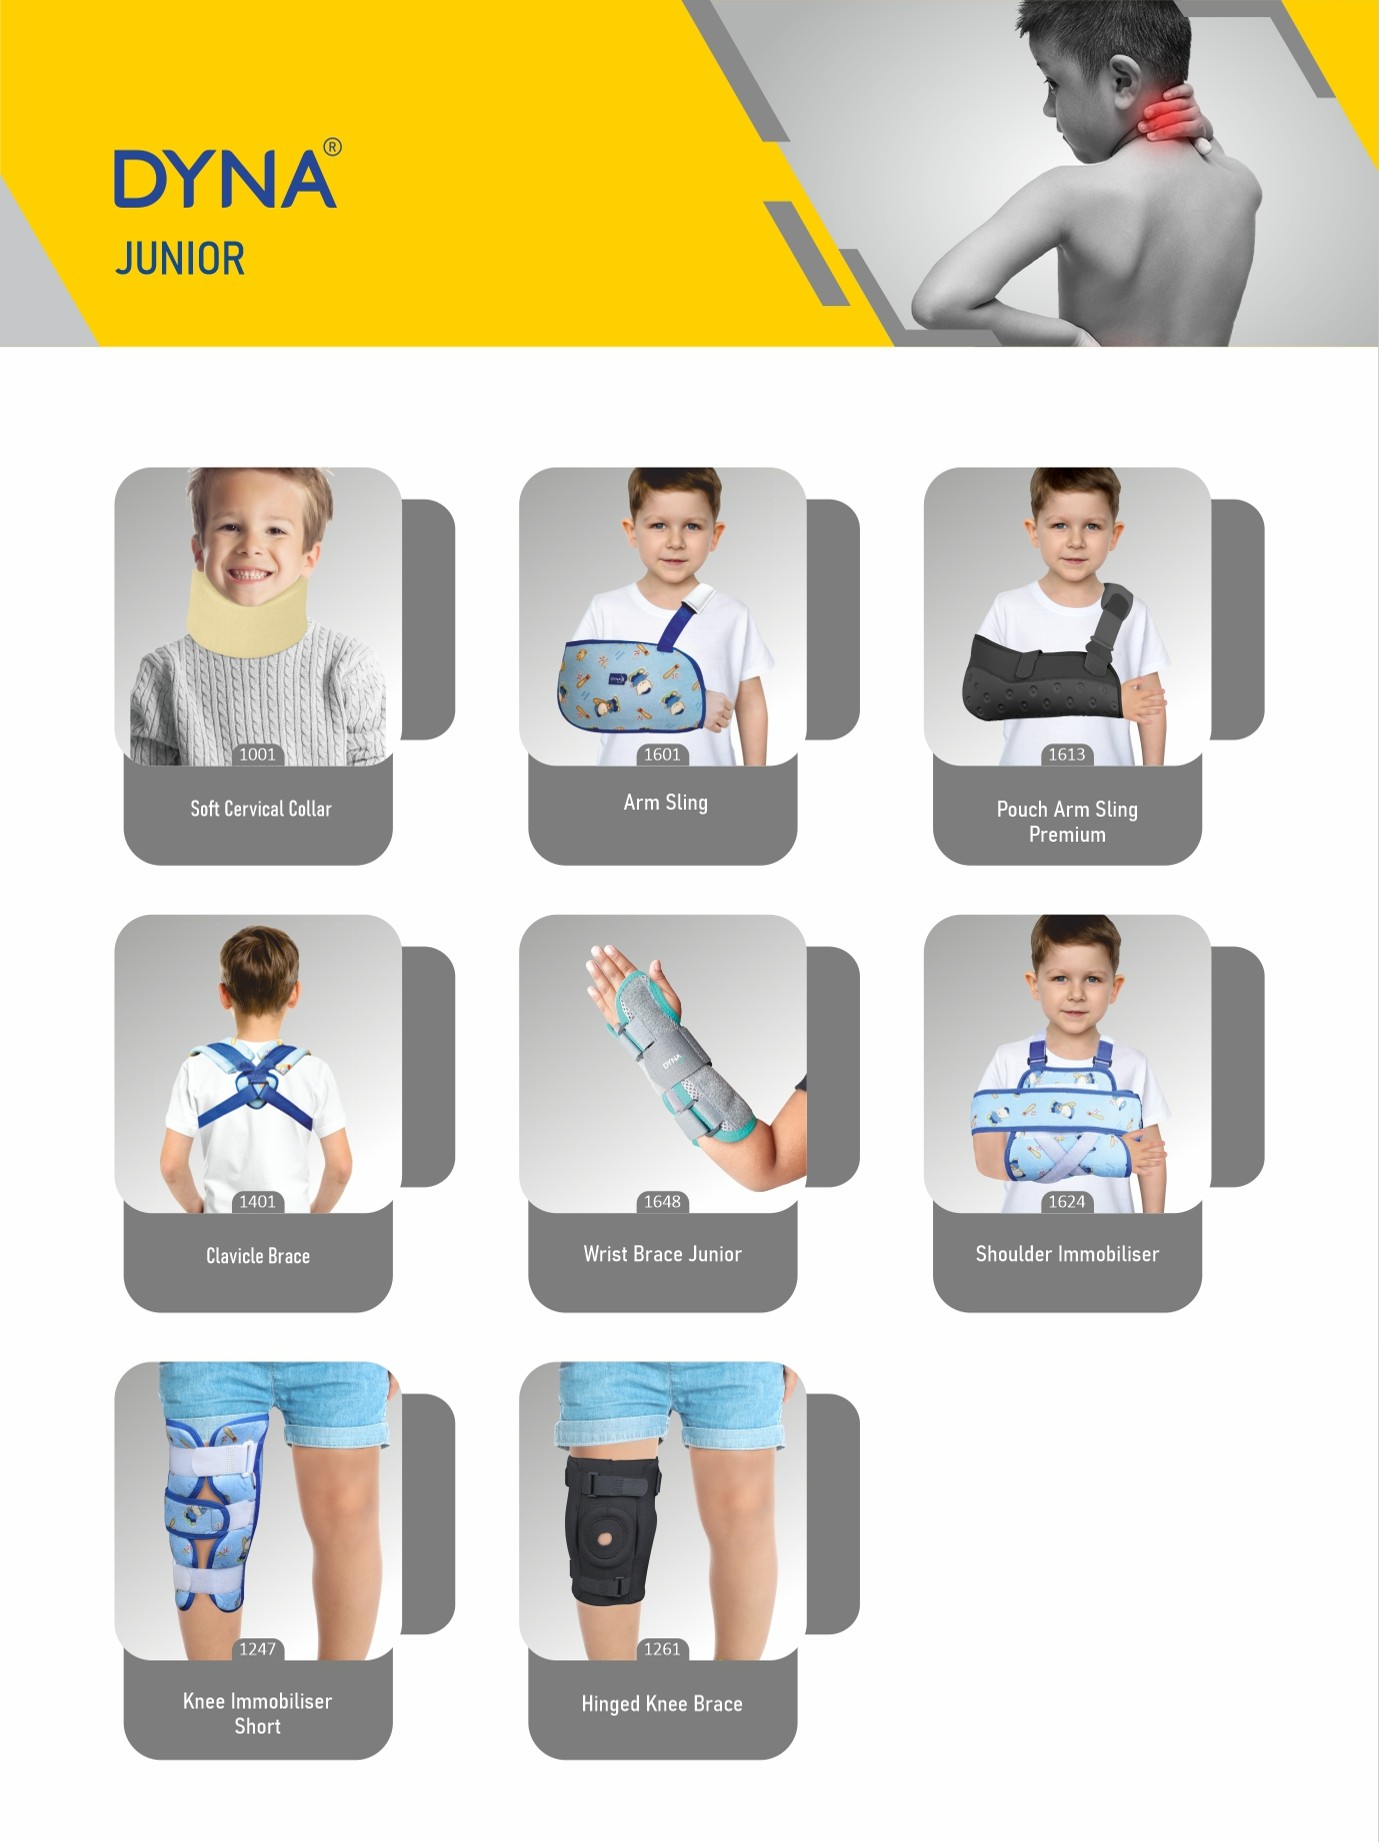 DYNA®
JUNIOR
1001
Soft Cervical Collar
1601
Arm Sling
1613
Pouch Arm Sling
Premium
1401
Clavicle Brace
DYNA
1648
Wrist Brace Junior
1624
Shoulder Immobiliser
1247
Knee Immobiliser
Short
1261
Hinged Knee Brace